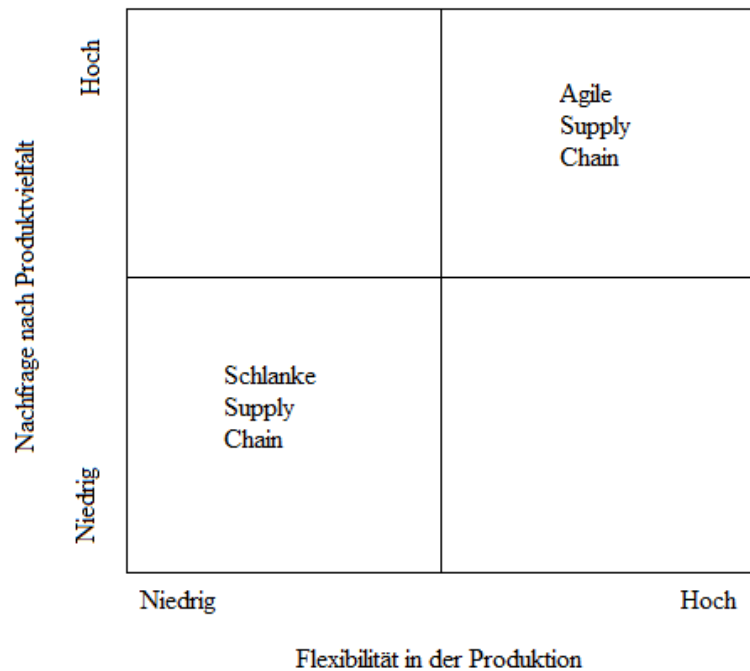 Hoch
Agile
Supply
Chain
Nachfrage nach Produktvielfalt
Schlanke
Supply
Chain
Niedrig
Niedrig
Hoch
Flexibilität in der Produktion